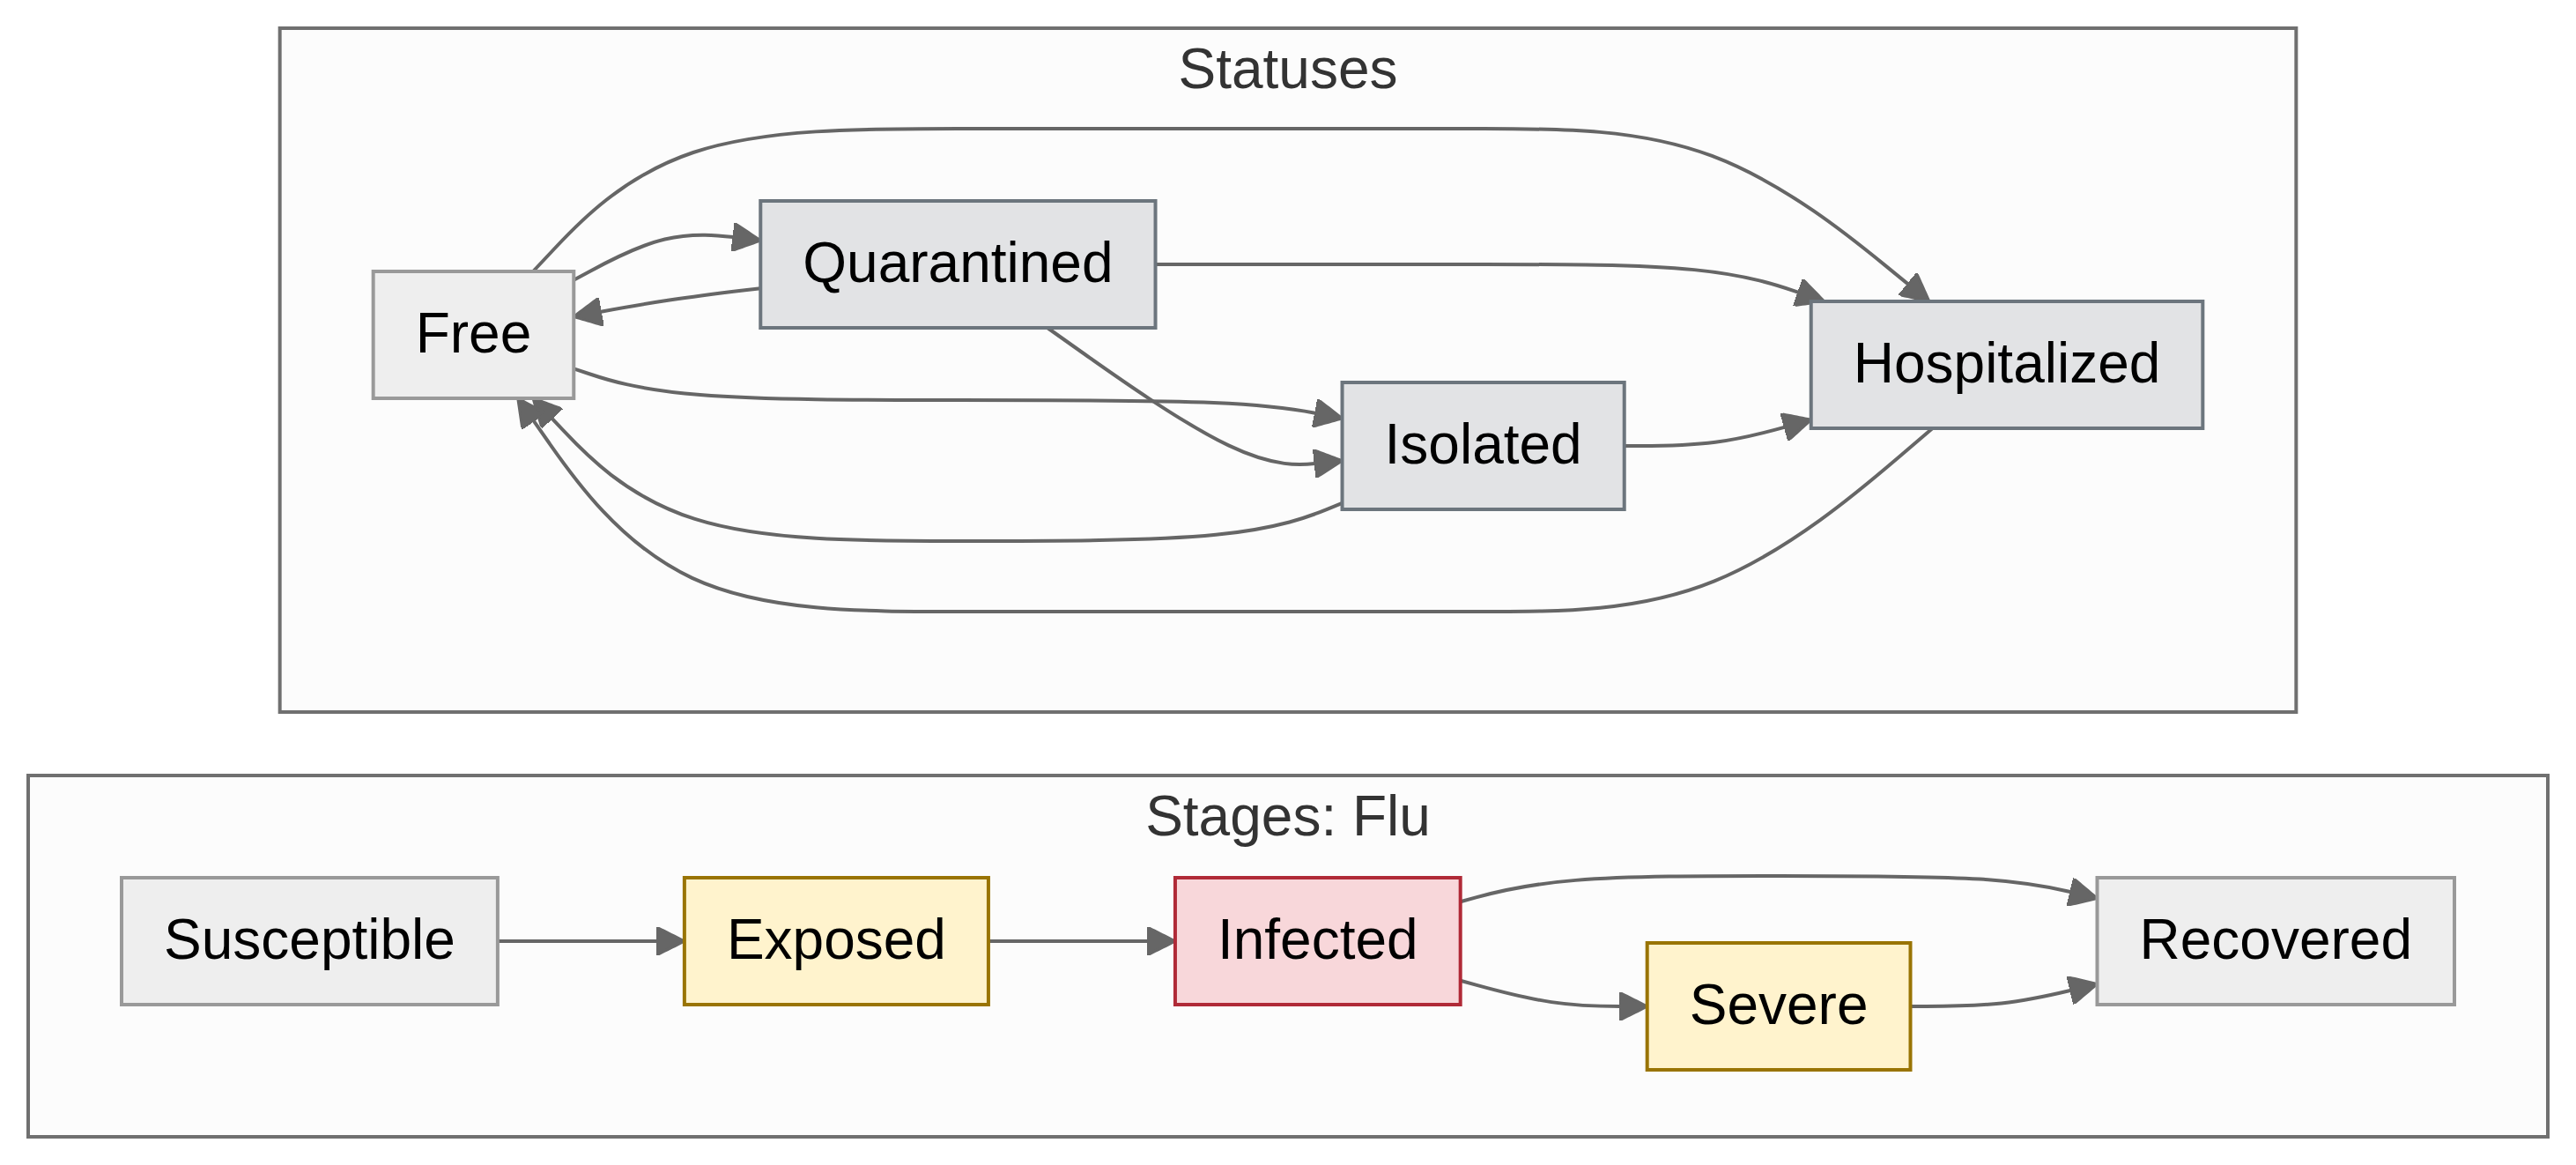 Statuses
Quarantined
Free
Hospitalized
Isolated
Stages: Flu
Susceptible
Exposed
Infected
Recovered
Severe